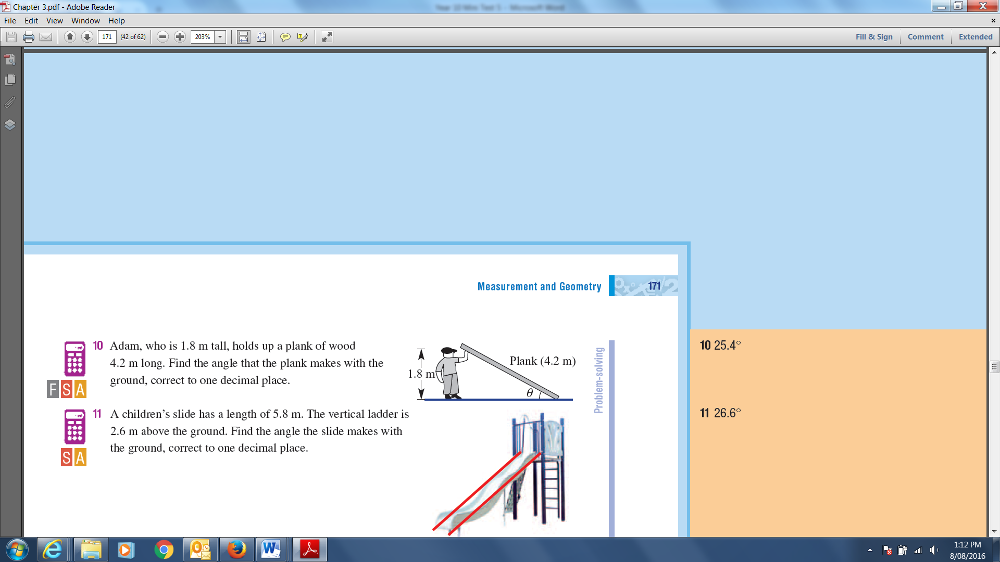 Chapter 3.pdf - Adobe Reader
Year 10 Mini Test 5 - Microsoft Word
File Edit View Window Help
171 (42 of 62) 203% Fill & Sign Comment Extended
Measurement and Geometry 171
10 Adam, who is 1.8 m tall, holds up a plank of wood
4.2 m long. Find the angle that the plank makes with the
ground, correct to one decimal place.
F S A
1.8 m
Plank (4.2 m)
θ
Problem-solving
10 25.4°
11 A children’s slide has a length of 5.8 m. The vertical ladder is
2.6 m above the ground. Find the angle the slide makes with
the ground, correct to one decimal place.
S A
11 26.6°
1:12 PM
8/08/2016